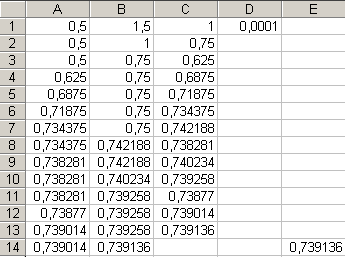 A B C D E
1 0,5 1,5 1 0,0001
2 0,5 1 0,75
3 0,5 0,75 0,625
4 0,625 0,75 0,6875
5 0,6875 0,75 0,71875
6 0,71875 0,75 0,734375
7 0,734375 0,75 0,742188
8 0,734375 0,742188 0,738281
9 0,738281 0,742188 0,740234
10 0,738281 0,740234 0,739258
11 0,738281 0,739258 0,73877
12 0,73877 0,739258 0,739014
13 0,739014 0,739258 0,739136
14 0,739014 0,739136 0,739136